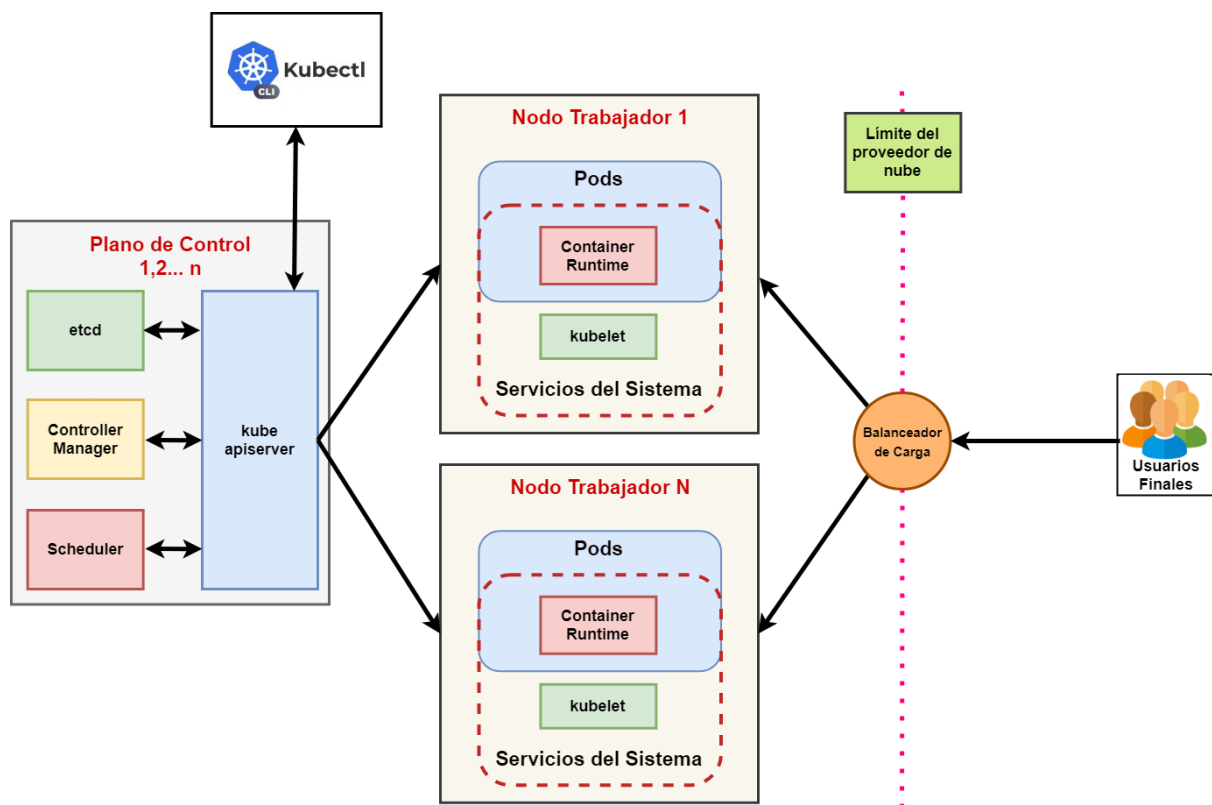 Kubectl
CLI
Plano de Control
1,2... n
etcd
Controller
Manager
Scheduler
kube
apiserver
Nodo Trabajador 1
Pods
Container
Runtime
kubelet
Servicios del Sistema
Nodo Trabajador N
Pods
Container
Runtime
kubelet
Servicios del Sistema
Límite del
proveedor de
nube
Balanceador
de Carga
Usuarios
Finales